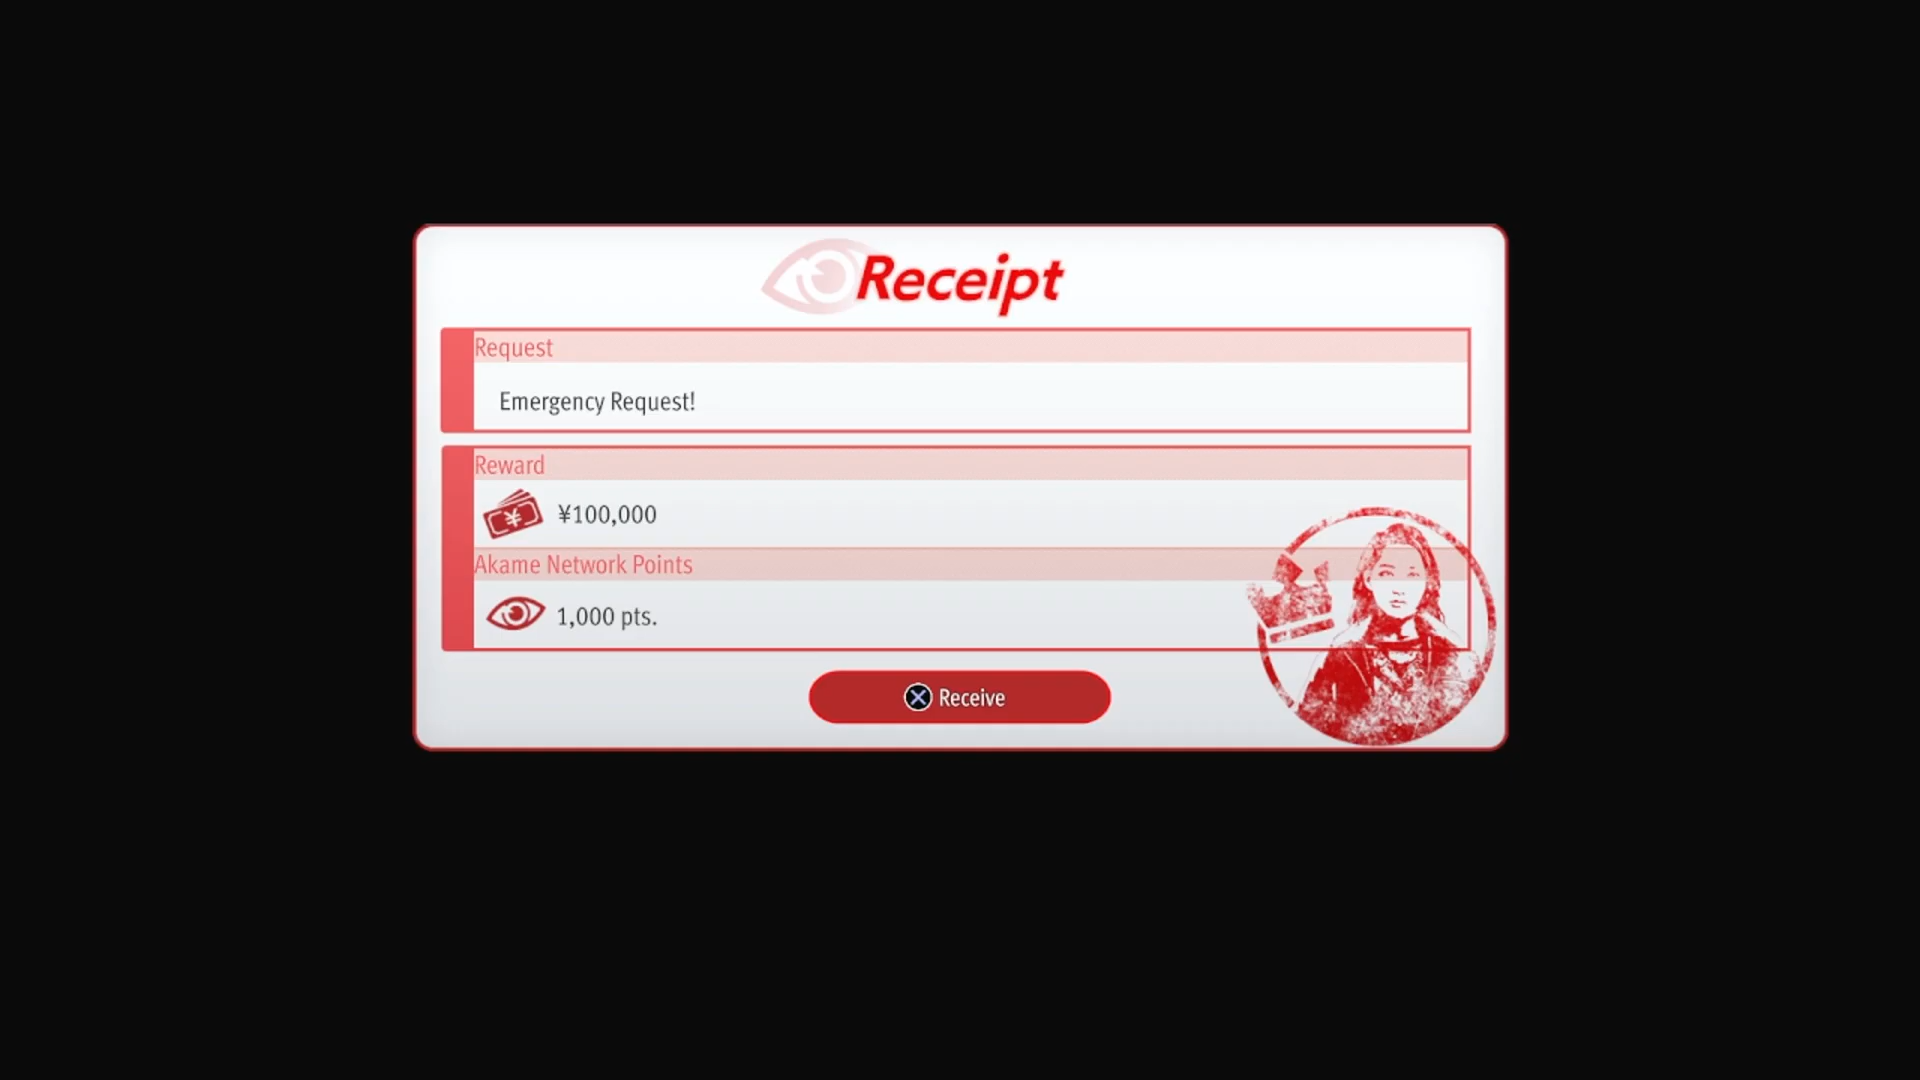 Receipt
Request
Emergency Request!
Reward
¥100,000
Akame Network Points
1,000 pts.
Receive